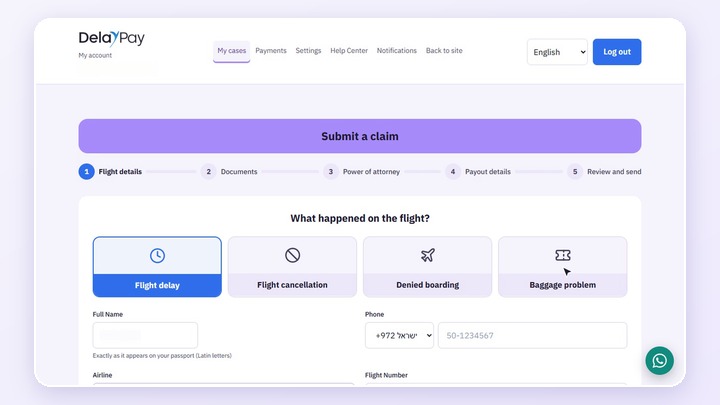 DelayPay
My account
My cases
Payments
Settings
Help Center
Notifications
Back to site
English
Log out
Submit a claim
1 Flight details
2 Documents
3 Power of attorney
4 Payout details
5 Review and send
What happened on the flight?
Flight delay
Flight cancellation
Denied boarding
Baggage problem
Full Name
Phone
+972 ישראל
50-1234567
Exactly as it appears on your passport (Latin letters)
Airline
Flight Number